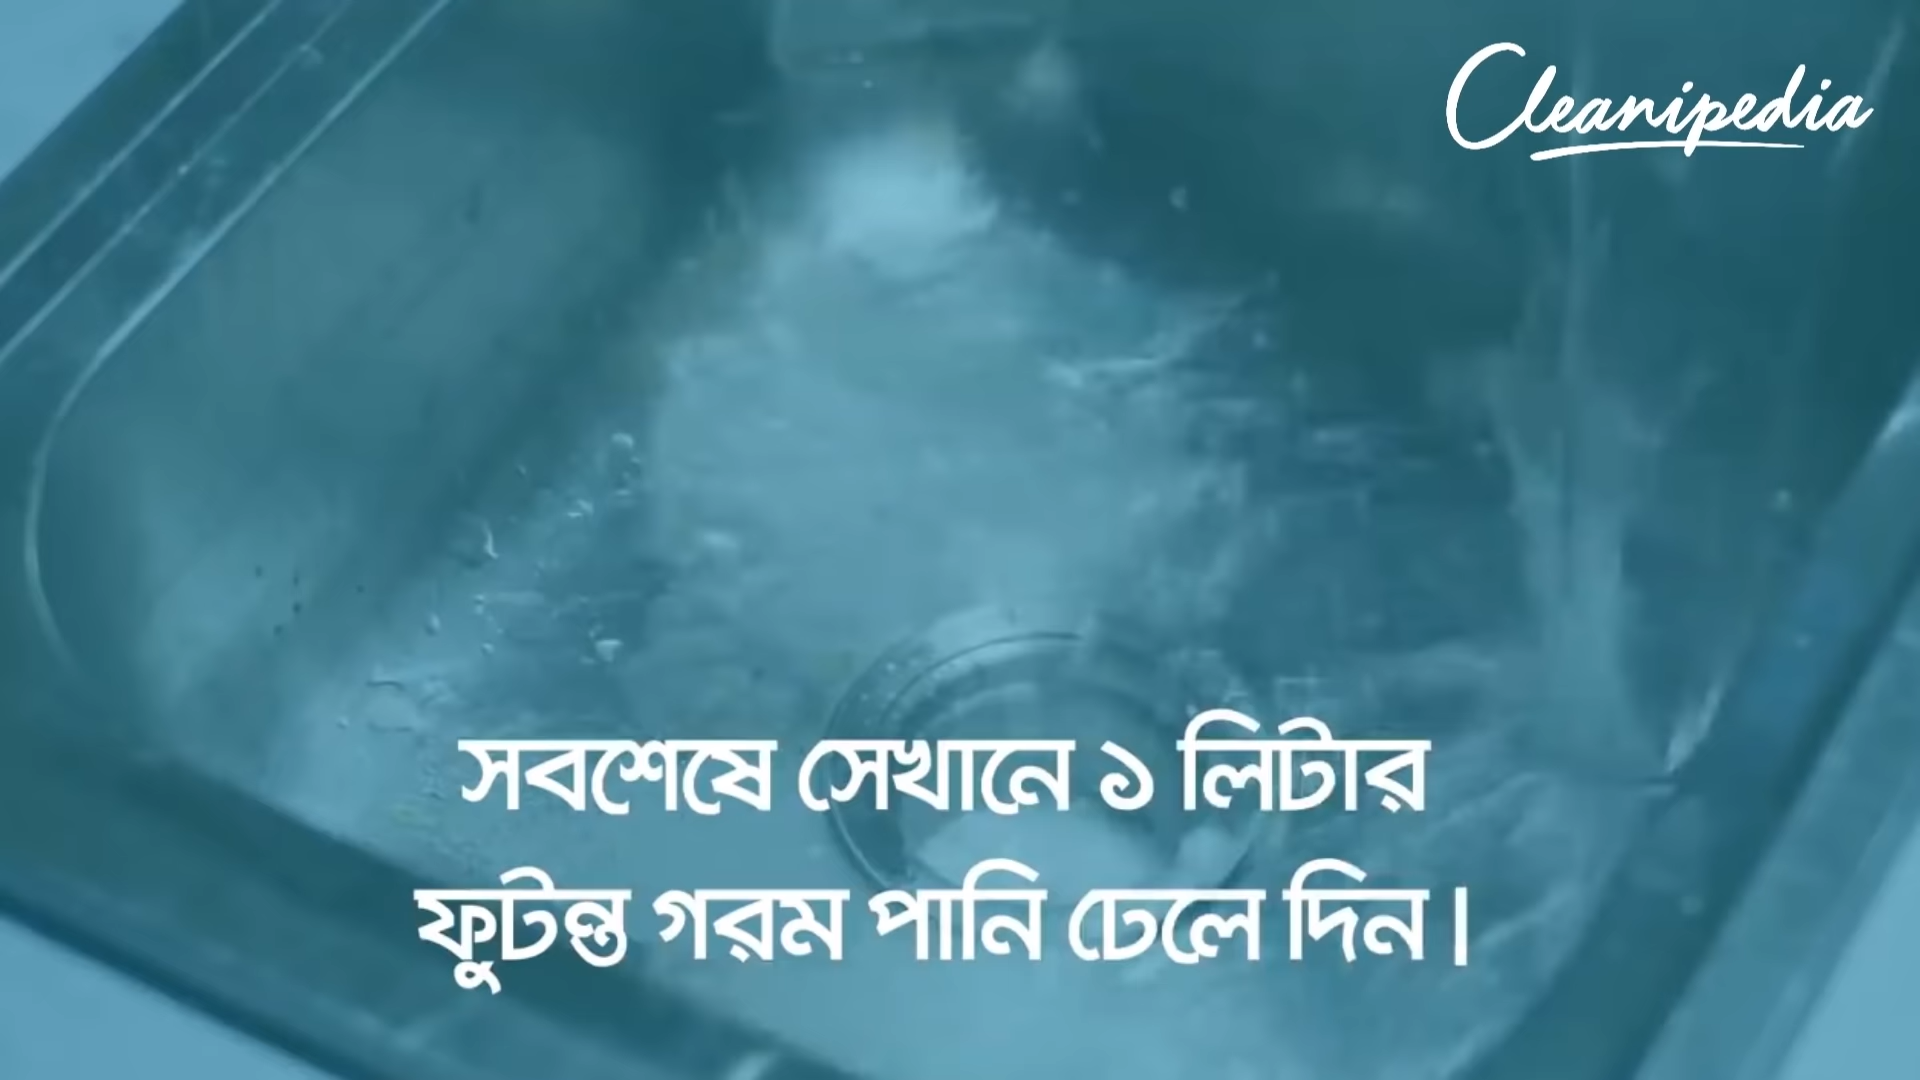 Cleanipedia
সবশেষে সেখানে ১ লিটার
ফুটন্ত গরম পানি ঢেলে দিন।